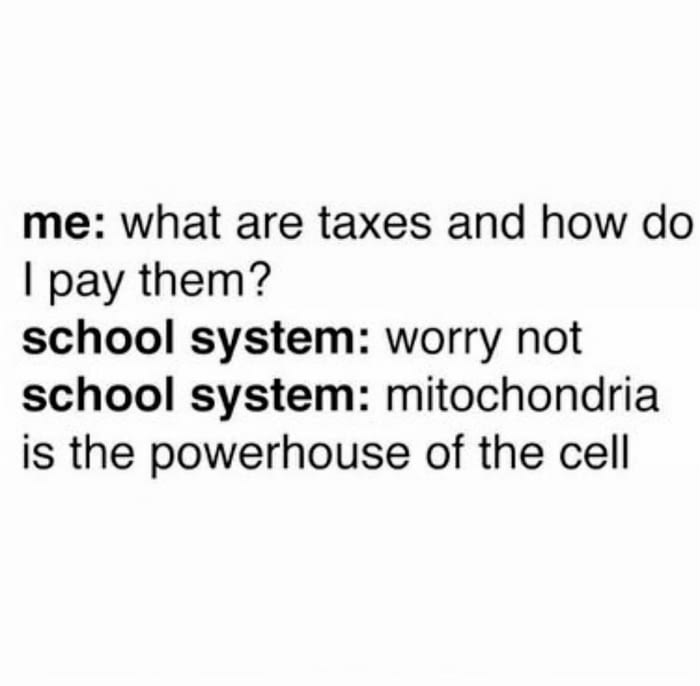 me: what are taxes and how do
I pay them?
school system: worry not
school system: mitochondria
is the powerhouse of the cell